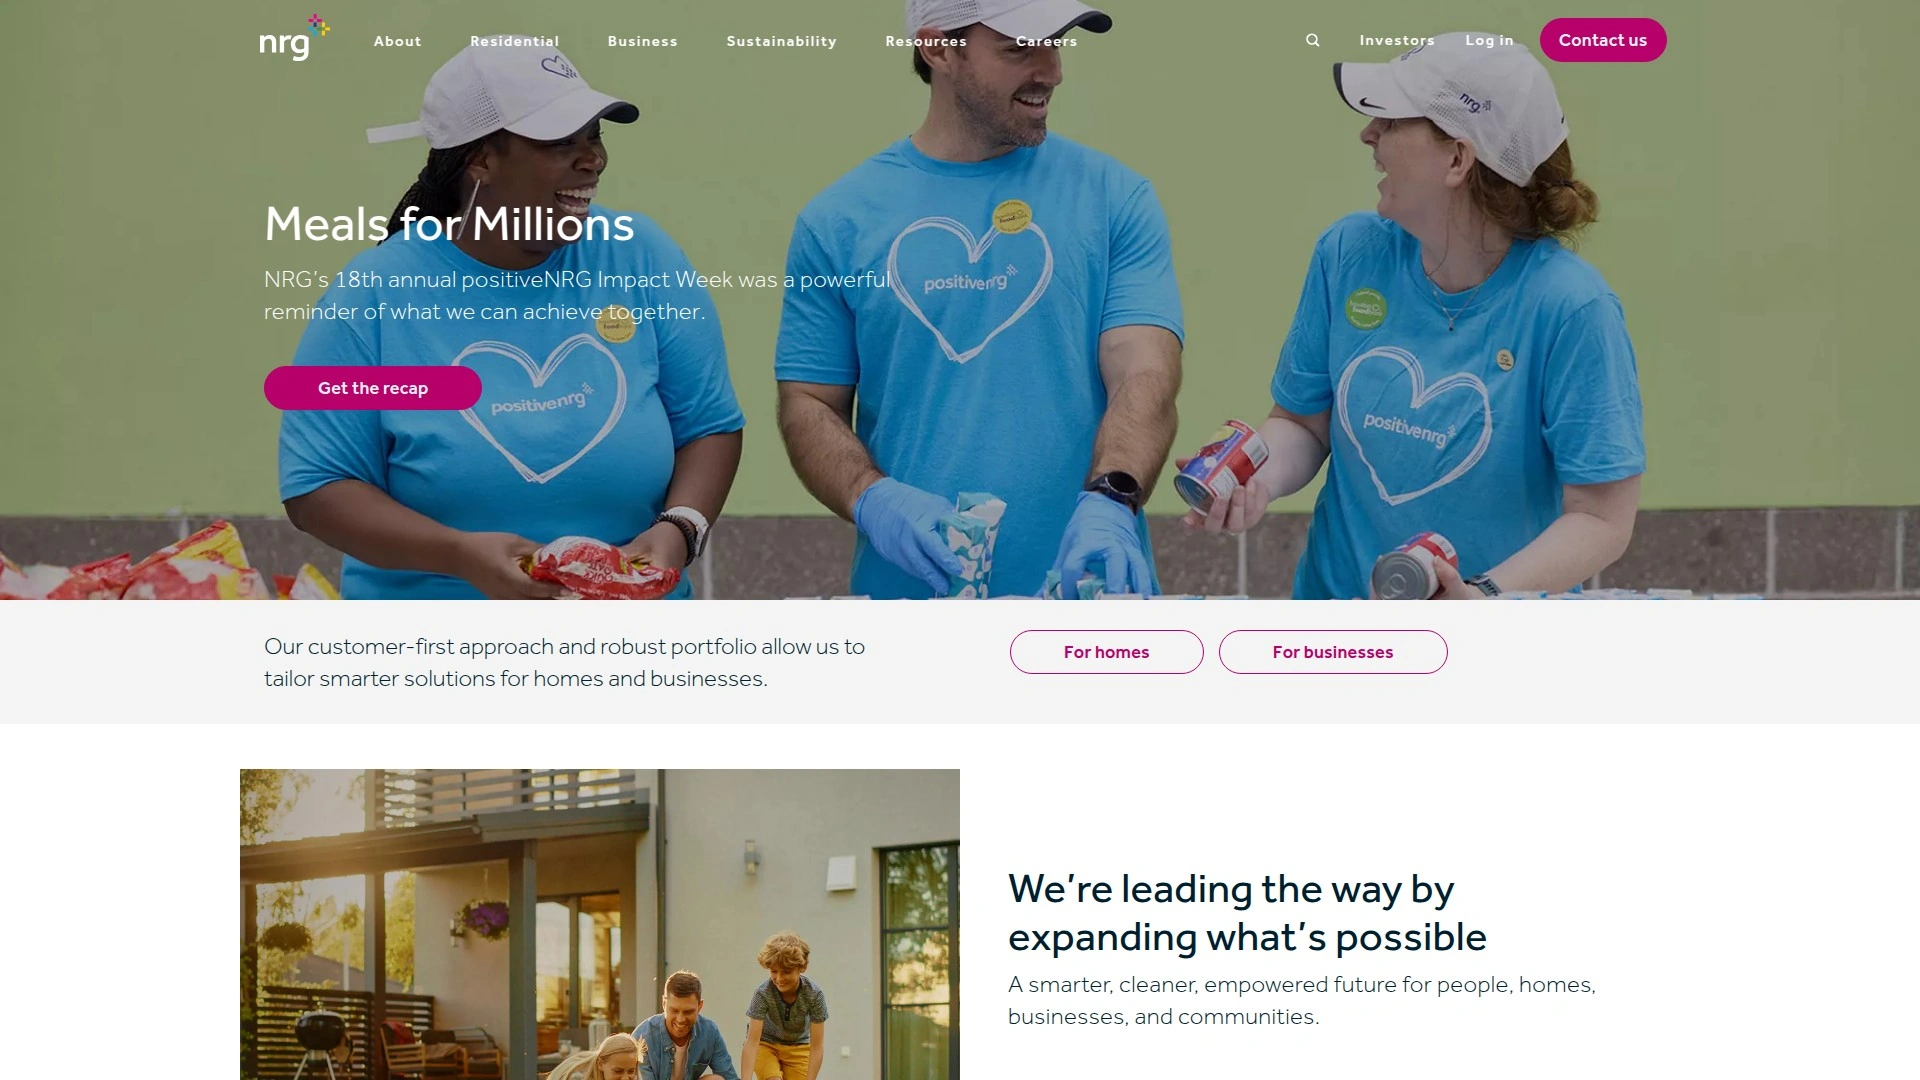 nrg
About
Residential
Business
Sustainability
Resources
Careers
Investors
Log in
Contact us
nrg
Meals for Millions
NRG's 18th annual positiveNRG Impact Week was a powerful
reminder of what we can achieve together.
Get the recap
positivenrg
positivenrg
positivenrg
Our customer-first approach and robust portfolio allow us to
tailor smarter solutions for homes and businesses.
For homes
For businesses
We're leading the way by
expanding what's possible
A smarter, cleaner, empowered future for people, homes,
businesses, and communities.